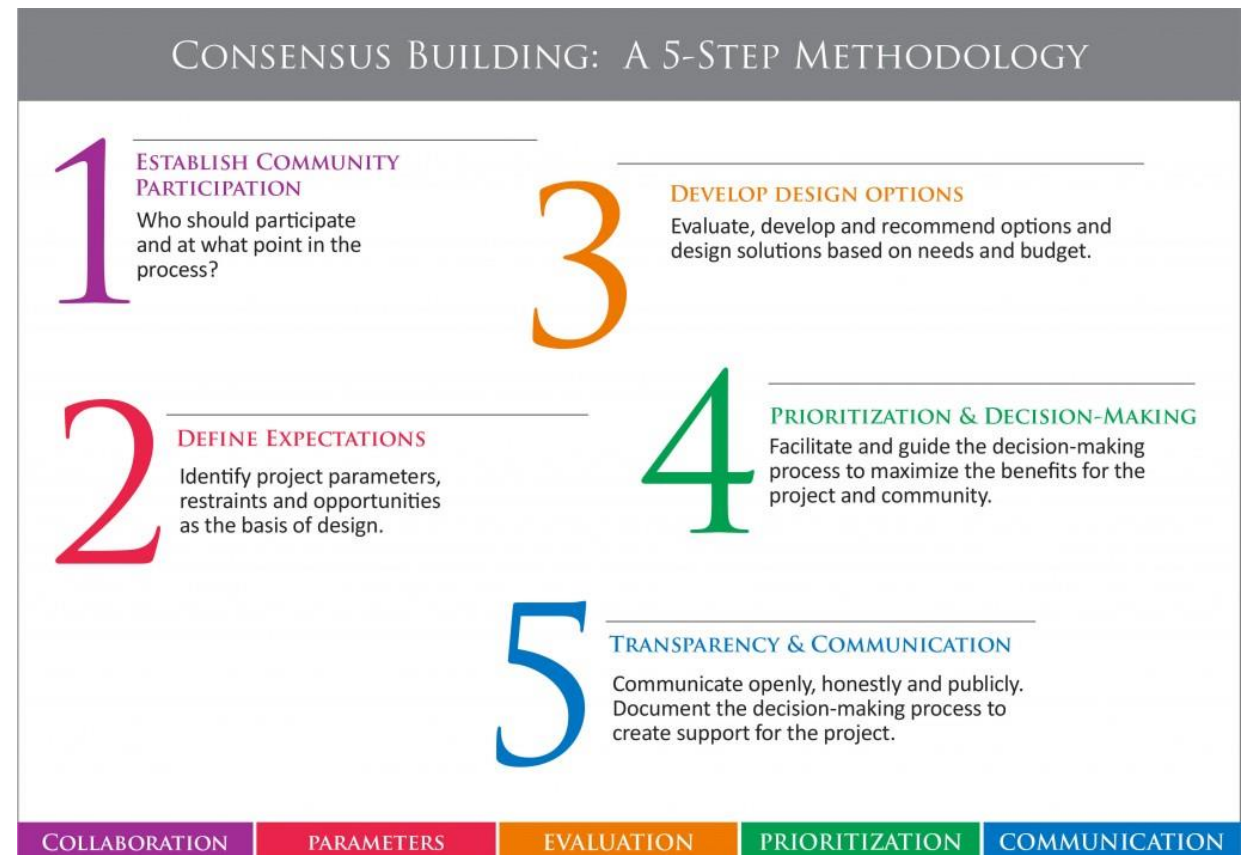 CONSENSUS BUILDING: A 5-STEP METHODOLOGY
1
ESTABLISH COMMUNITY
PARTICIPATION
Who should participate
and at what point in the
process?
2
DEFINE EXPECTATIONS
Identify project parameters,
restraints and opportunities
as the basis of design.
3
DEVELOP DESIGN OPTIONS
Evaluate, develop and recommend options and
design solutions based on needs and budget.
4
PRIORITIZATION & DECISION-MAKING
Facilitate and guide the decision-making
process to maximize the benefits for the
project and community.
5
TRANSPARENCY & COMMUNICATION
Communicate openly, honestly and publicly.
Document the decision-making process to
create support for the project.
COLLABORATION PARAMETERS EVALUATION PRIORITIZATION COMMUNICATION